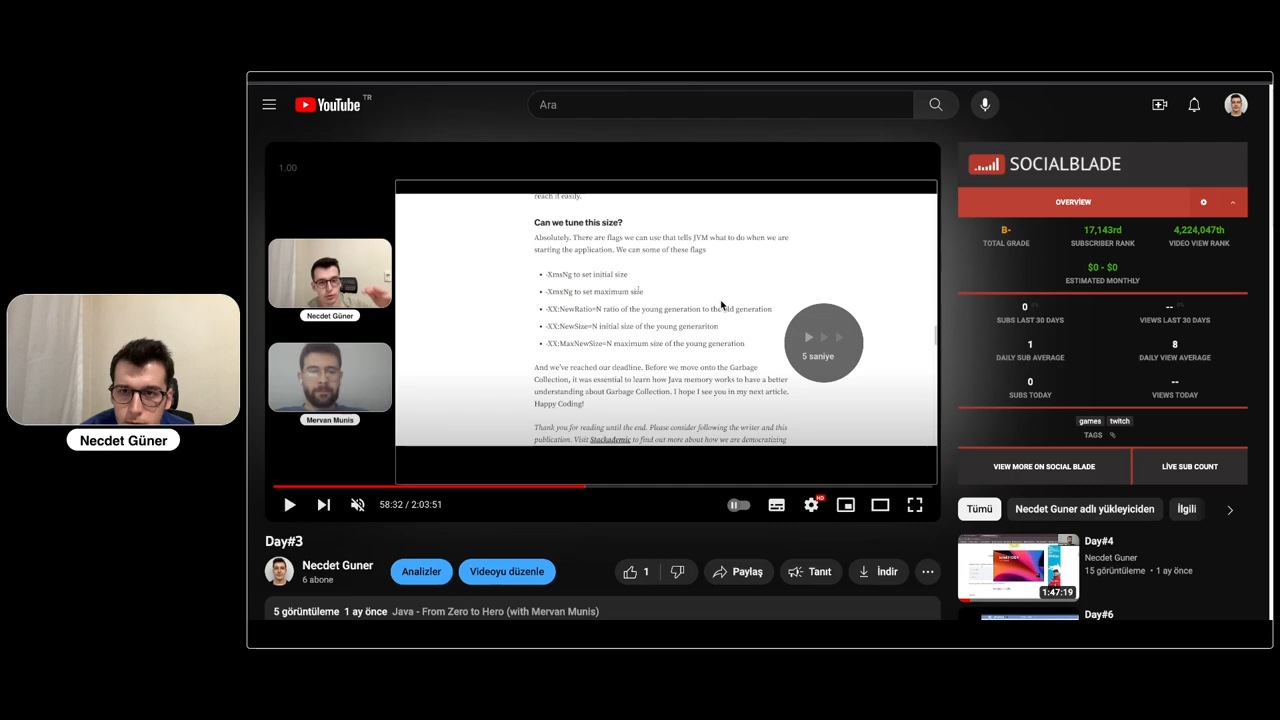 YouTube TR
Ara
1.00
reach it easily.
Can we tune this size?
Absolutely. There are flags we can use that tells JVM what to do when we are
starting the application. We can some of these flags
• -XmsNg to set initial size
• -XmxNg to set maximum size
• -XX:NewRatio=N ratio of the young generation to the old generation
• -XX:NewSize=N initial size of the young generariton
• -XX:MaxNewSize=N maximum size of the young generation
And we've reached our deadline. Before we move onto the Garbage
Collection, it was essential to learn how Java memory works to have a better
understanding about Garbage Collection. I hope I see you in my next article.
Happy Coding!
Thank you for reading until the end. Please consider following the writer and this
publication. Visit Stackademic to find out more about how we are democratizing
5 saniye
Necdet Güner
Mervan Munis
Necdet Güner
58:32 / 2:03:51
HD
Day#3
Necdet Guner
6 abone
Analizler
Videoyu düzenle
1
Paylaş
Tanıt
İndir
5 görüntüleme 1 ay önce Java - From Zero to Hero (with Mervan Munis)
SOCIALBLADE
OVERVİEW
B-
TOTAL GRADE
17,143rd
SUBSCRIBER RANK
4,224,047th
VIDEO VIEW RANK
$0 - $0
ESTIMATED MONTHLY
0
SUBS LAST 30 DAYS
--
VIEWS LAST 30 DAYS
1
DAILY SUB AVERAGE
8
DAILY VIEW AVERAGE
0
SUBS TODAY
--
VIEWS TODAY
games twitch
TAGS
VIEW MORE ON SOCIAL BLADE
LİVE SUB COUNT
Tümü
Necdet Guner adlı yükleyiciden
İlgili
Day#4
Necdet Guner
15 görüntüleme • 1 ay önce
1:47:19
Day#6